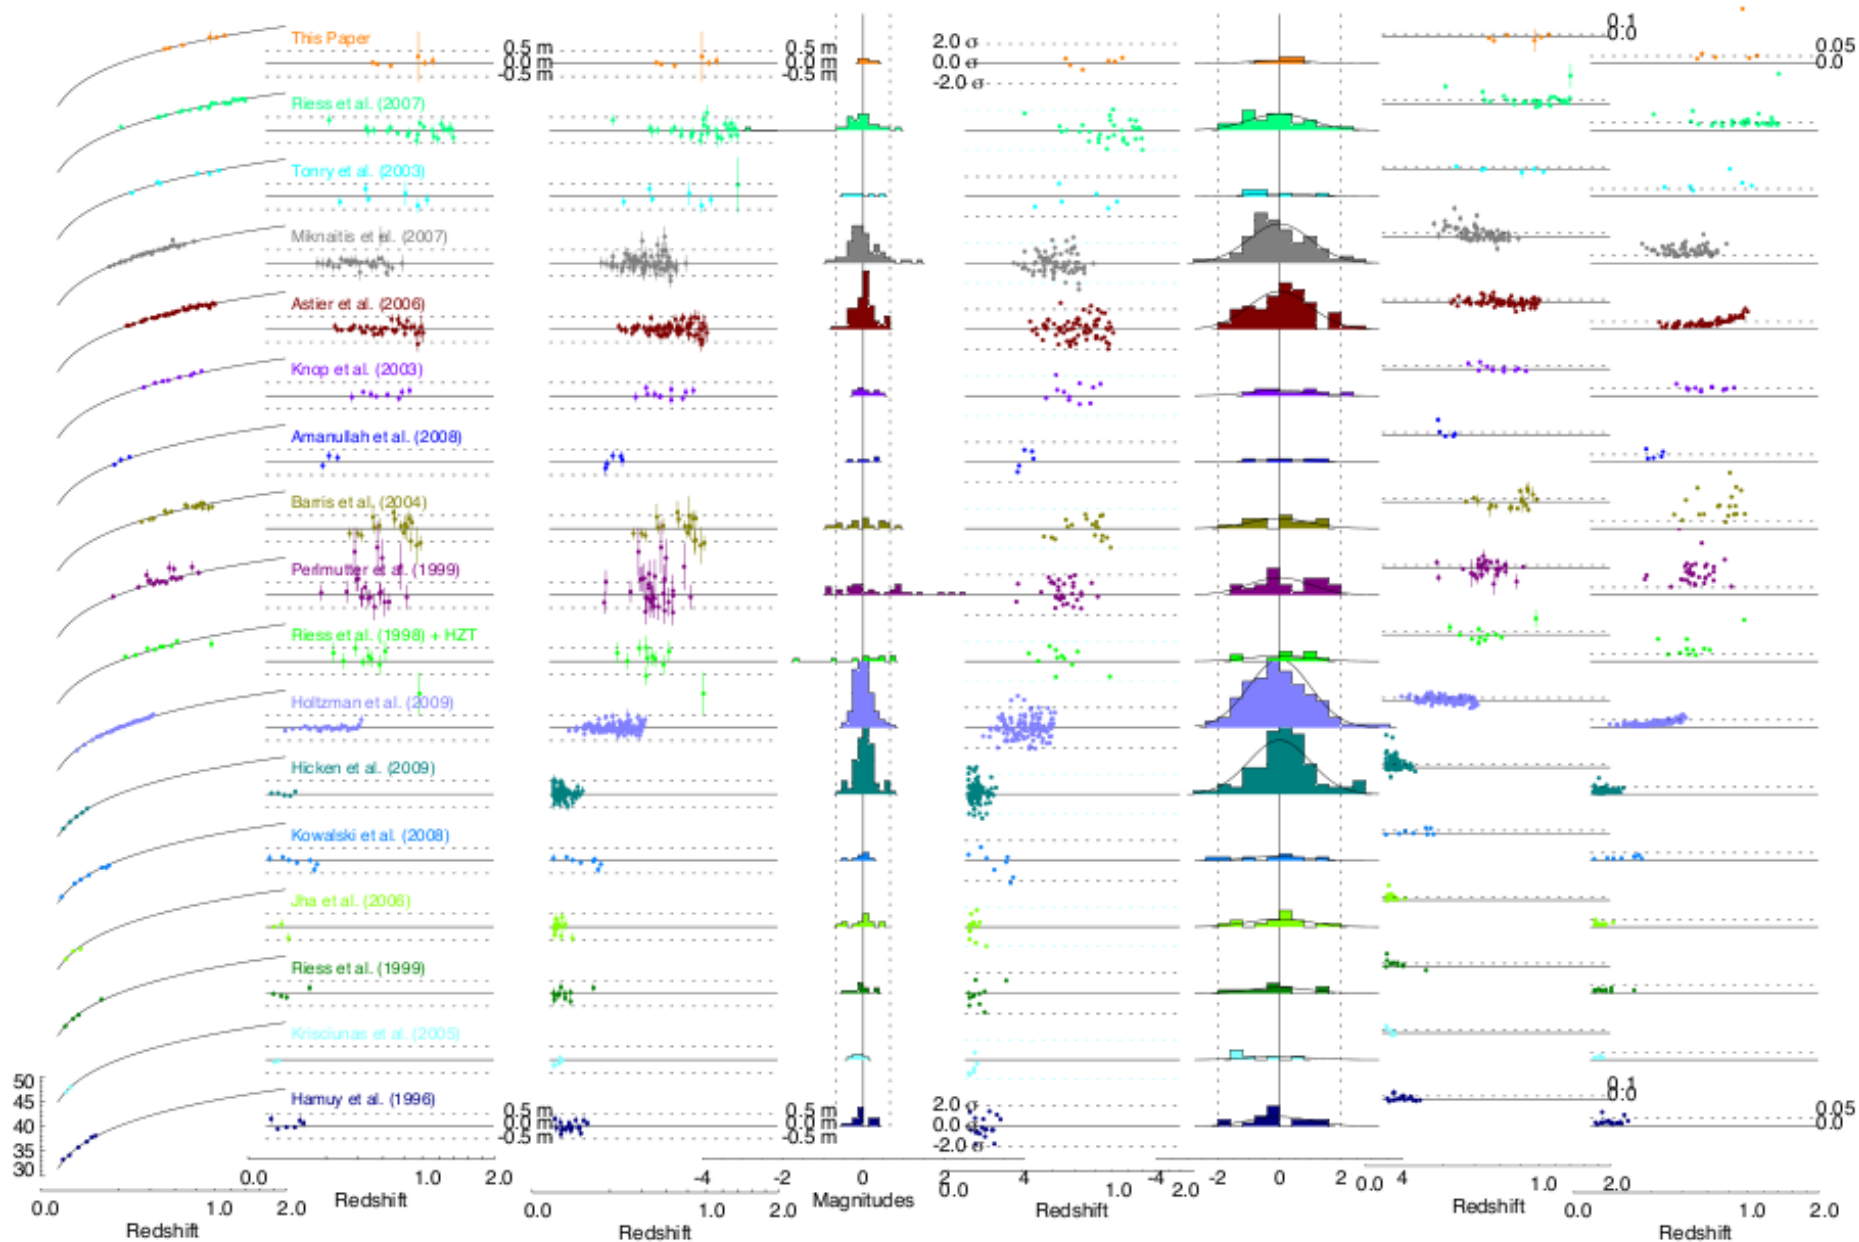 This Paper
0.5 m
0.0 m
-0.5 m
0.5 m
0.0 m
-0.5 m
2.0 σ
0.0 σ
-2.0 σ
0.1
0.0
0.05
0.0
Riess et al. (2007)
Tonry et al. (2003)
Miknaitis et al. (2007)
Astier et al. (2006)
Knop et al. (2003)
Amanullah et al. (2008)
Barris et al. (2004)
Perlmutter et al. (1999)
Riess et al. (1998) + HZT
Holtzman et al. (2009)
Hicken et al. (2009)
Kowalski et al. (2008)
Jha et al. (2006)
Riess et al. (1999)
Krisciunas et al. (2005)
Hamuy et al. (1996)
50
45
40
35
30
0.5 m
0.0 m
-0.5 m
0.5 m
0.0 m
-0.5 m
2.0 σ
0.0 σ
-2.0 σ
0.1
0.0
0.05
0.0
0.0 1.0 2.0
Redshift
0.0 1.0 2.0
Redshift
0.0 1.0 2.0
Redshift
-4 -2 0 2 4
Magnitudes
0.0 1.0 2.0
Redshift
-4 -2 0 2 4
0.0 1.0 2.0
Redshift
0.0 1.0 2.0
Redshift